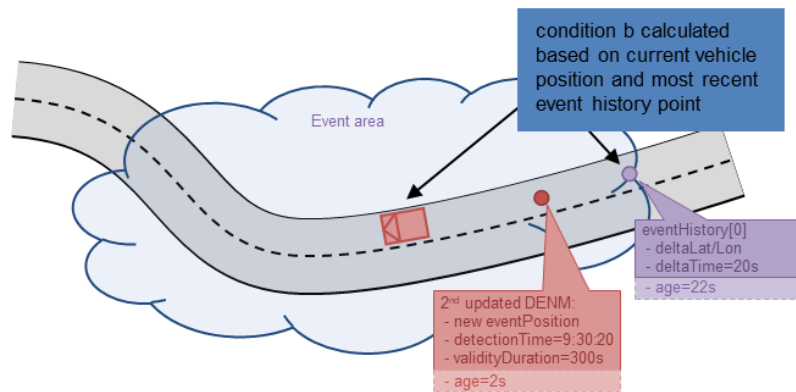 condition b calculated
based on current vehicle
position and most recent
event history point
Event area
eventHistory[0]
- deltaLat/Lon
- deltaTime=20s
- age=22s
2nd updated DENM:
- new eventPosition
- detectionTime=9:30:20
- validityDuration=300s
- age=2s